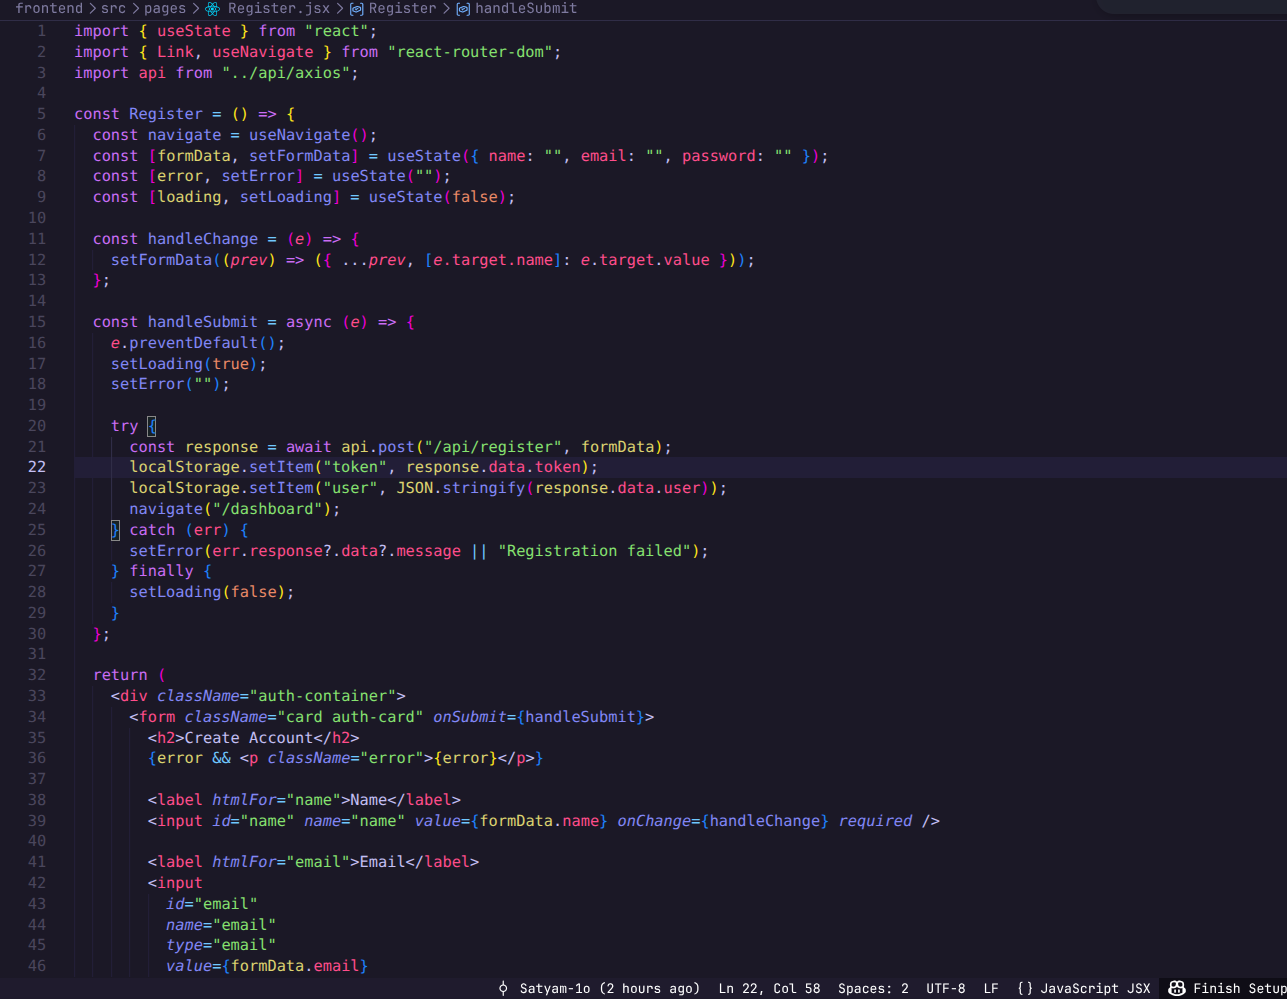 frontend > src > pages > Register.jsx > Register > handleSubmit
1 import { useState } from "react";
2 import { Link, useNavigate } from "react-router-dom";
3 import api from "../api/axios";
4
5 const Register = () => {
6   const navigate = useNavigate();
7   const [formData, setFormData] = useState({ name: "", email: "", password: "" });
8   const [error, setError] = useState("");
9   const [loading, setLoading] = useState(false);
10
11   const handleChange = (e) => {
12     setFormData((prev) => ({ ...prev, [e.target.name]: e.target.value }));
13   };
14
15   const handleSubmit = async (e) => {
16     e.preventDefault();
17     setLoading(true);
18     setError("");
19
20     try {
21       const response = await api.post("/api/register", formData);
22       localStorage.setItem("token", response.data.token);
23       localStorage.setItem("user", JSON.stringify(response.data.user));
24       navigate("/dashboard");
25     } catch (err) {
26       setError(err.response?.data?.message || "Registration failed");
27     } finally {
28       setLoading(false);
29     }
30   };
31
32   return (
33     <div className="auth-container">
34       <form className="card auth-card" onSubmit={handleSubmit}>
35         <h2>Create Account</h2>
36         {error && <p className="error">{error}</p>}
37
38         <label htmlFor="name">Name</label>
39         <input id="name" name="name" value={formData.name} onChange={handleChange} required />
40
41         <label htmlFor="email">Email</label>
42         <input
43           id="email"
44           name="email"
45           type="email"
46           value={formData.email}
Satyam-1o (2 hours ago) Ln 22, Col 58 Spaces: 2 UTF-8 LF {} JavaScript JSX Finish Setup